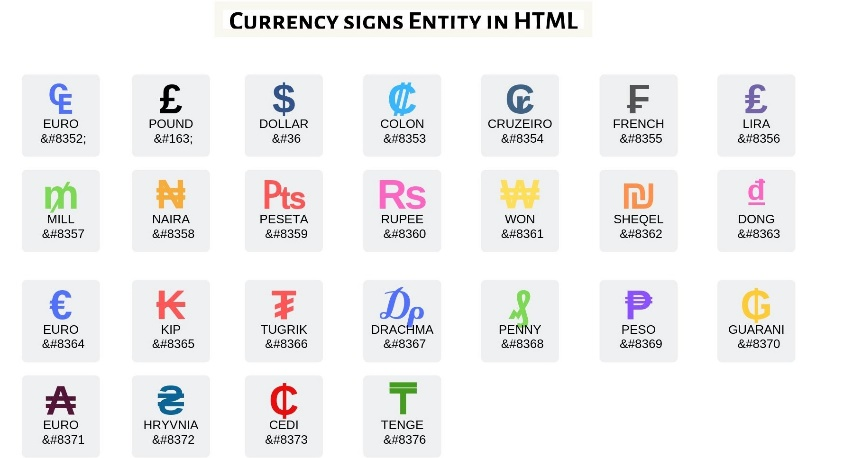 Currency signs Entity in HTML
₠ £ $ ₡ ₢ ₣ ₤
EURO POUND DOLLAR COLON CRUZEIRO FRENCH LIRA
&#8352; &#163; &#36 &#8353 &#8354 &#8355 &#8356
₥ ₦ ₧ ₨ ₩ ₪ ₫
MILL NAIRA PESETA RUPEE WON SHEQEL DONG
&#8357 &#8358 &#8359 &#8360 &#8361 &#8362 &#8363
€ ₭ ₮ ₯ ₰ ₱ ₲
EURO KIP TUGRIK DRACHMA PENNY PESO GUARANI
&#8364 &#8365 &#8366 &#8367 &#8368 &#8369 &#8370
₳ ₴ ₵ ₸
EURO HRYVNIA CEDI TENGE
&#8371 &#8372 &#8373 &#8376